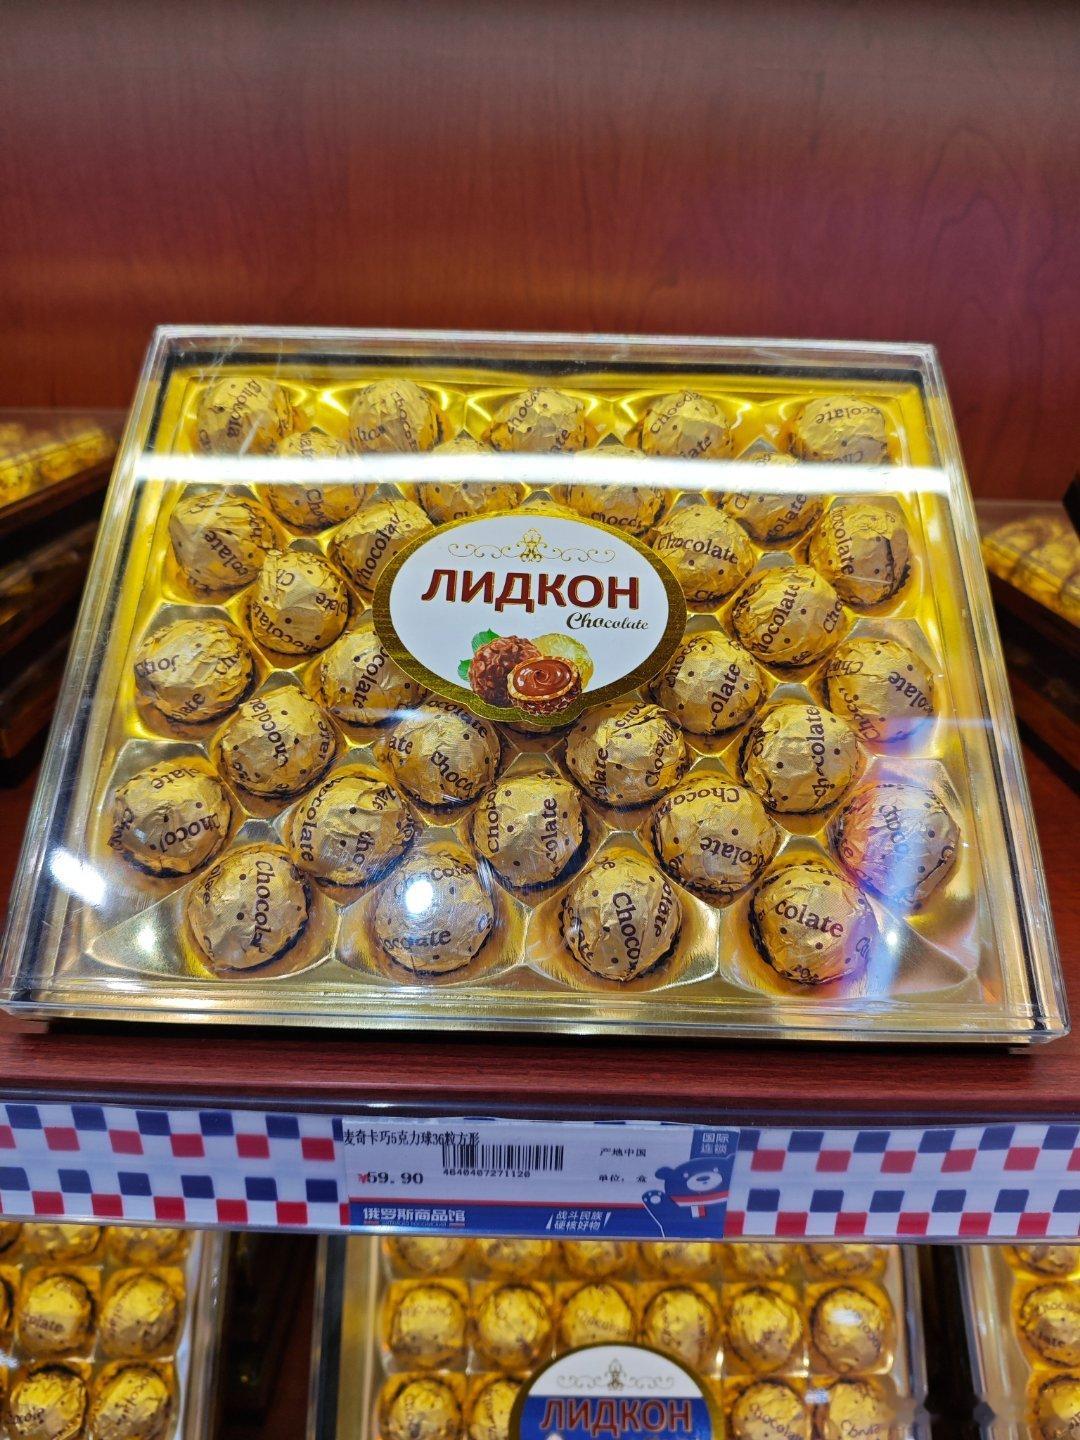 ЛИДКОН
Chocolate
麦奇卡巧5克力球36粒方形
¥59.90
4640407271120
产地中国
单位: 盒
国际
连锁
俄罗斯商品馆
战斗民族
硬核好物
ЛИДКОН